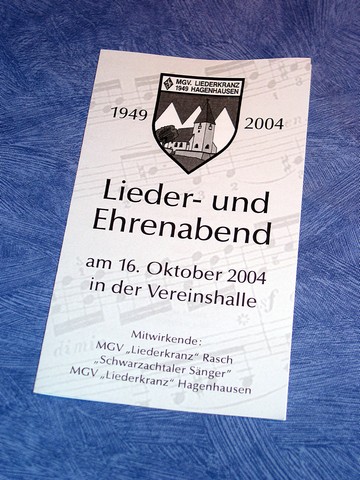 MGV. LIEDERKRANZ
1949 HAGENHAUSEN
1949 2004
Lieder- und
Ehrenabend
am 16. Oktober 2004
in der Vereinshalle
Mitwirkende:
MGV „Liederkranz“ Rasch
„Schwarzachtaler Sänger“
MGV „Liederkranz“ Hagenhausen